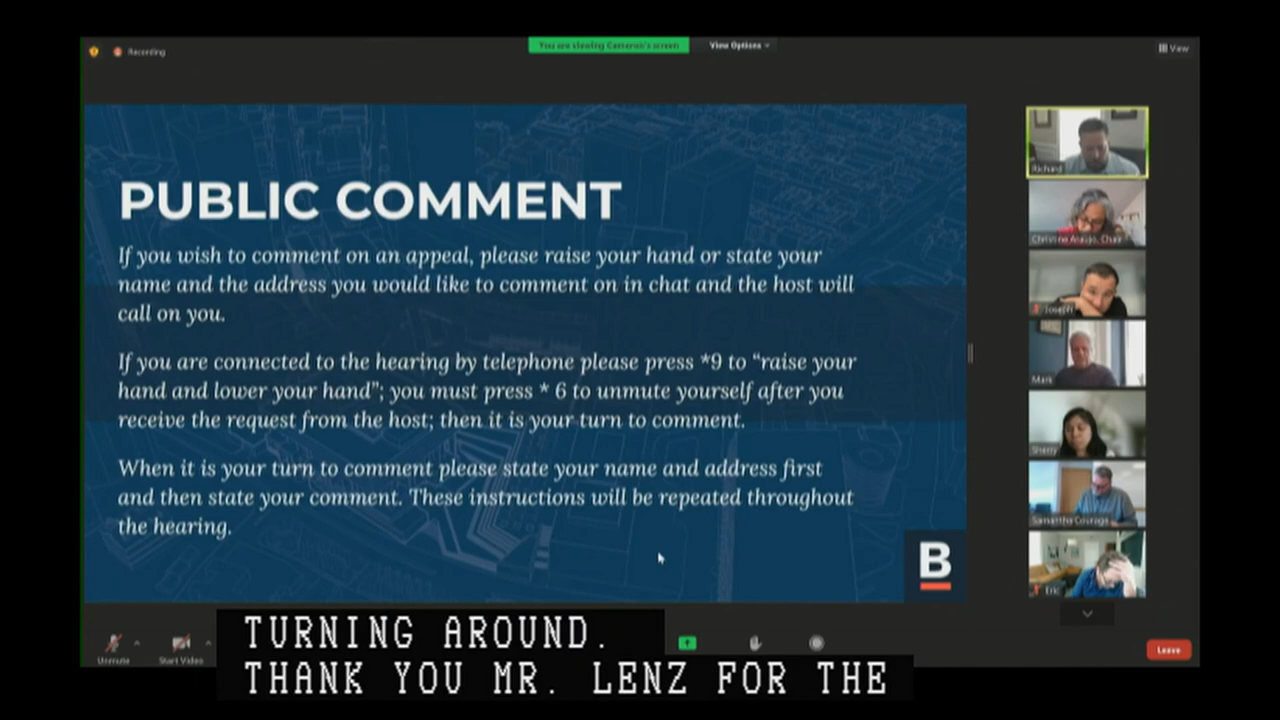 Recording
You are viewing Cameron's screen
View Options
View
PUBLIC COMMENT
If you wish to comment on an appeal, please raise your hand or state your
name and the address you would like to comment on in chat and the host will
call on you.
If you are connected to the hearing by telephone please press *9 to “raise your
hand and lower your hand”; you must press * 6 to unmute yourself after you
receive the request from the host; then it is your turn to comment.
When it is your turn to comment please state your name and address first
and then state your comment. These instructions will be repeated throughout
the hearing.
B
Richard
Christine Araujo, Chair
Joseph
Mark
Sherry
Samantha Courage
Eric
Unmute
Start Video
Leave
TURNING AROUND.
THANK YOU MR. LENZ FOR THE